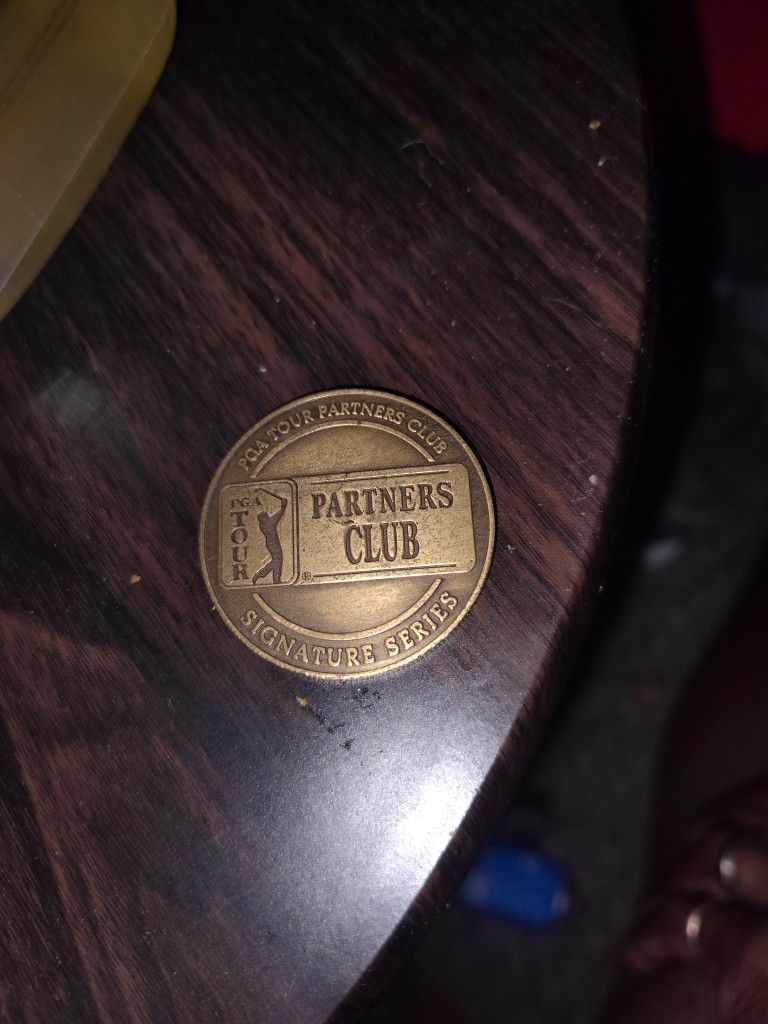 PGA TOUR PARTNERS CLUB
PGA
TOUR
®
PARTNERS
CLUB
SIGNATURE SERIES